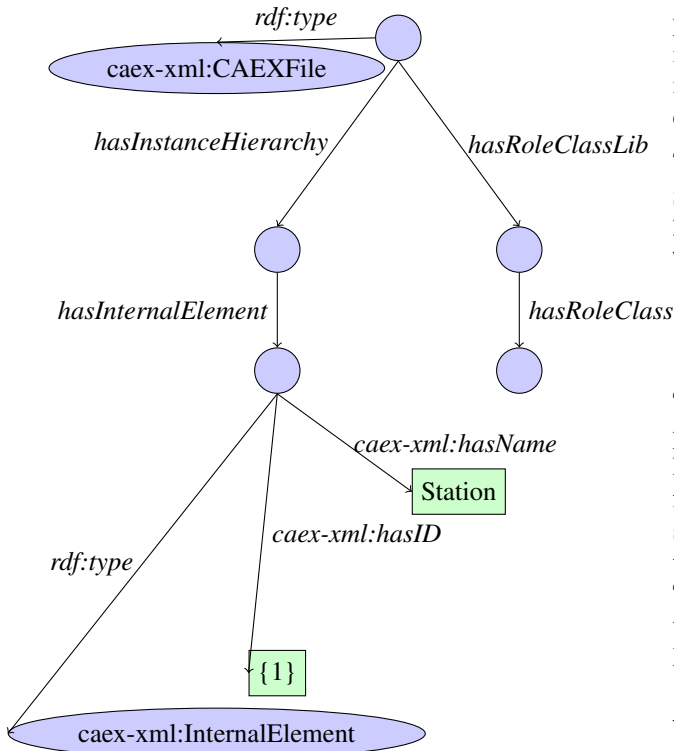 rdf:type
caex-xml:CAEXFile
hasInstanceHierarchy
hasRoleClassLib
hasInternalElement
hasRoleClass
caex-xml:hasName
Station
caex-xml:hasID
rdf:type
{1}
caex-xml:InternalElement